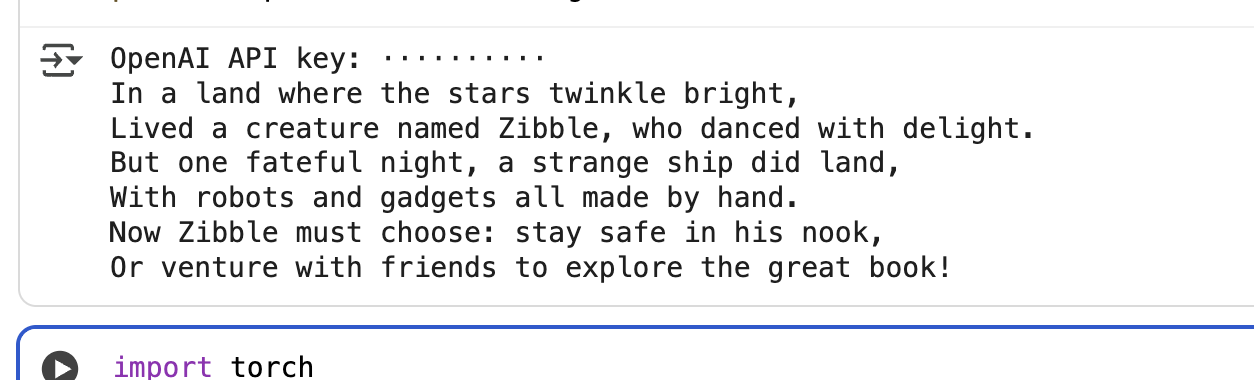 OpenAI API key: ··········
In a land where the stars twinkle bright,
Lived a creature named Zibble, who danced with delight.
But one fateful night, a strange ship did land,
With robots and gadgets all made by hand.
Now Zibble must choose: stay safe in his nook,
Or venture with friends to explore the great book!
import torch